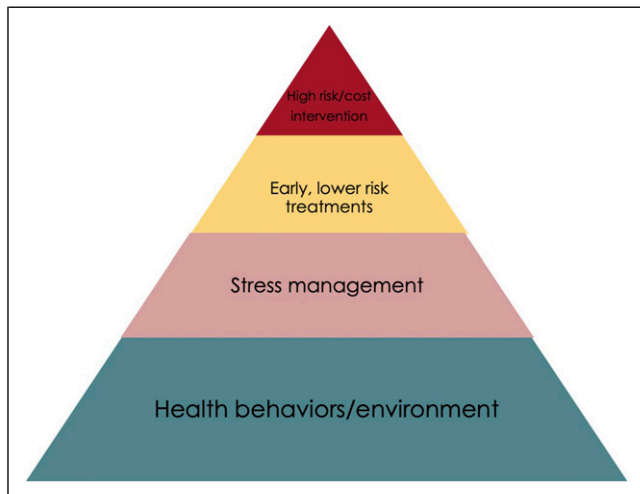 High risk/cost
intervention
Early, lower risk
treatments
Stress management
Health behaviors/environment